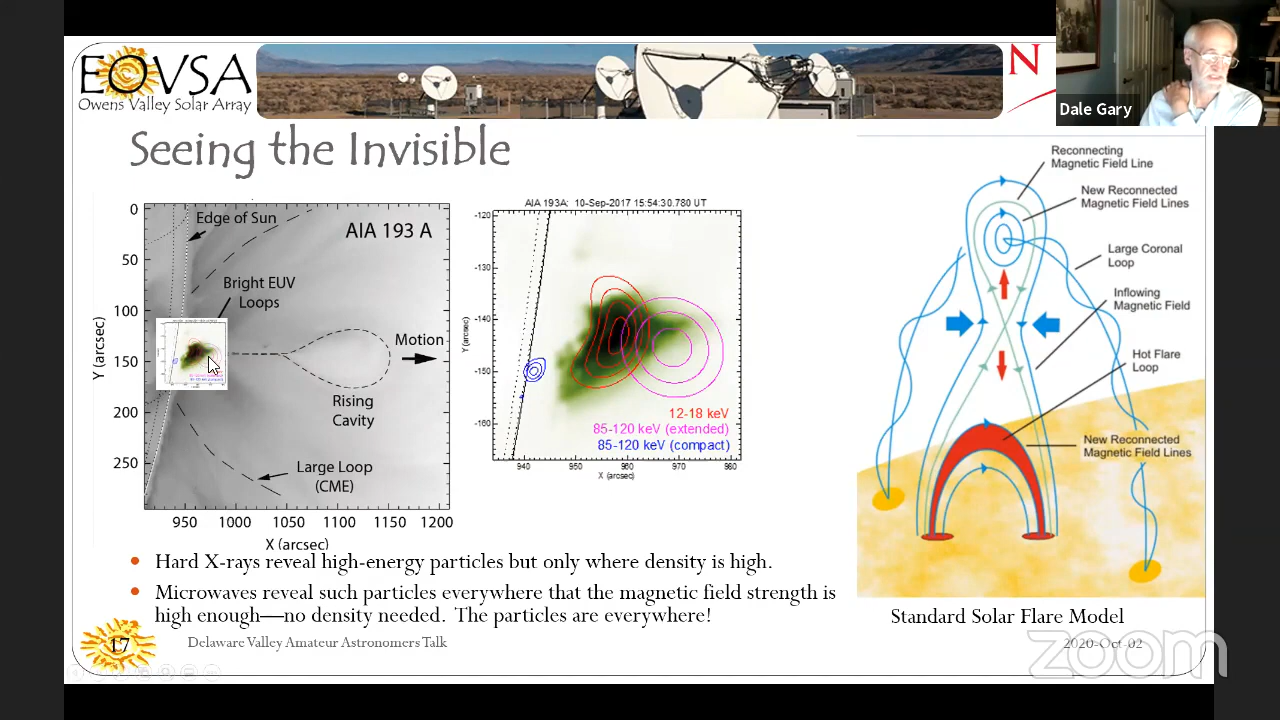 EOVSA
Owens Valley Solar Array
N
Dale Gary
Seeing the Invisible
0
50
100
150
200
250
Y (arcsec)
Edge of Sun
AIA 193 A
Bright EUV
Loops
Motion
Rising
Cavity
Large Loop
(CME)
950
1000
1050
1100
1150
1200
X (arcsec)
AIA 193A: 10-Sep-2017 15:54:30.780 UT
-120
-130
-140
-150
-160
Y (arcsec)
12-18 keV
85-120 keV (extended)
85-120 keV (compact)
940
950
960
970
980
X (arcsec)
Reconnecting
Magnetic Field Line
New Reconnected
Magnetic Field Lines
Large Coronal
Loop
Inflowing
Magnetic Field
Hot Flare
Loop
New Reconnected
Magnetic Field Lines
Standard Solar Flare Model
• Hard X-rays reveal high-energy particles but only where density is high.
• Microwaves reveal such particles everywhere that the magnetic field strength is
high enough—no density needed. The particles are everywhere!
17
Delaware Valley Amateur Astronomers Talk
2020-Oct-02
zoom